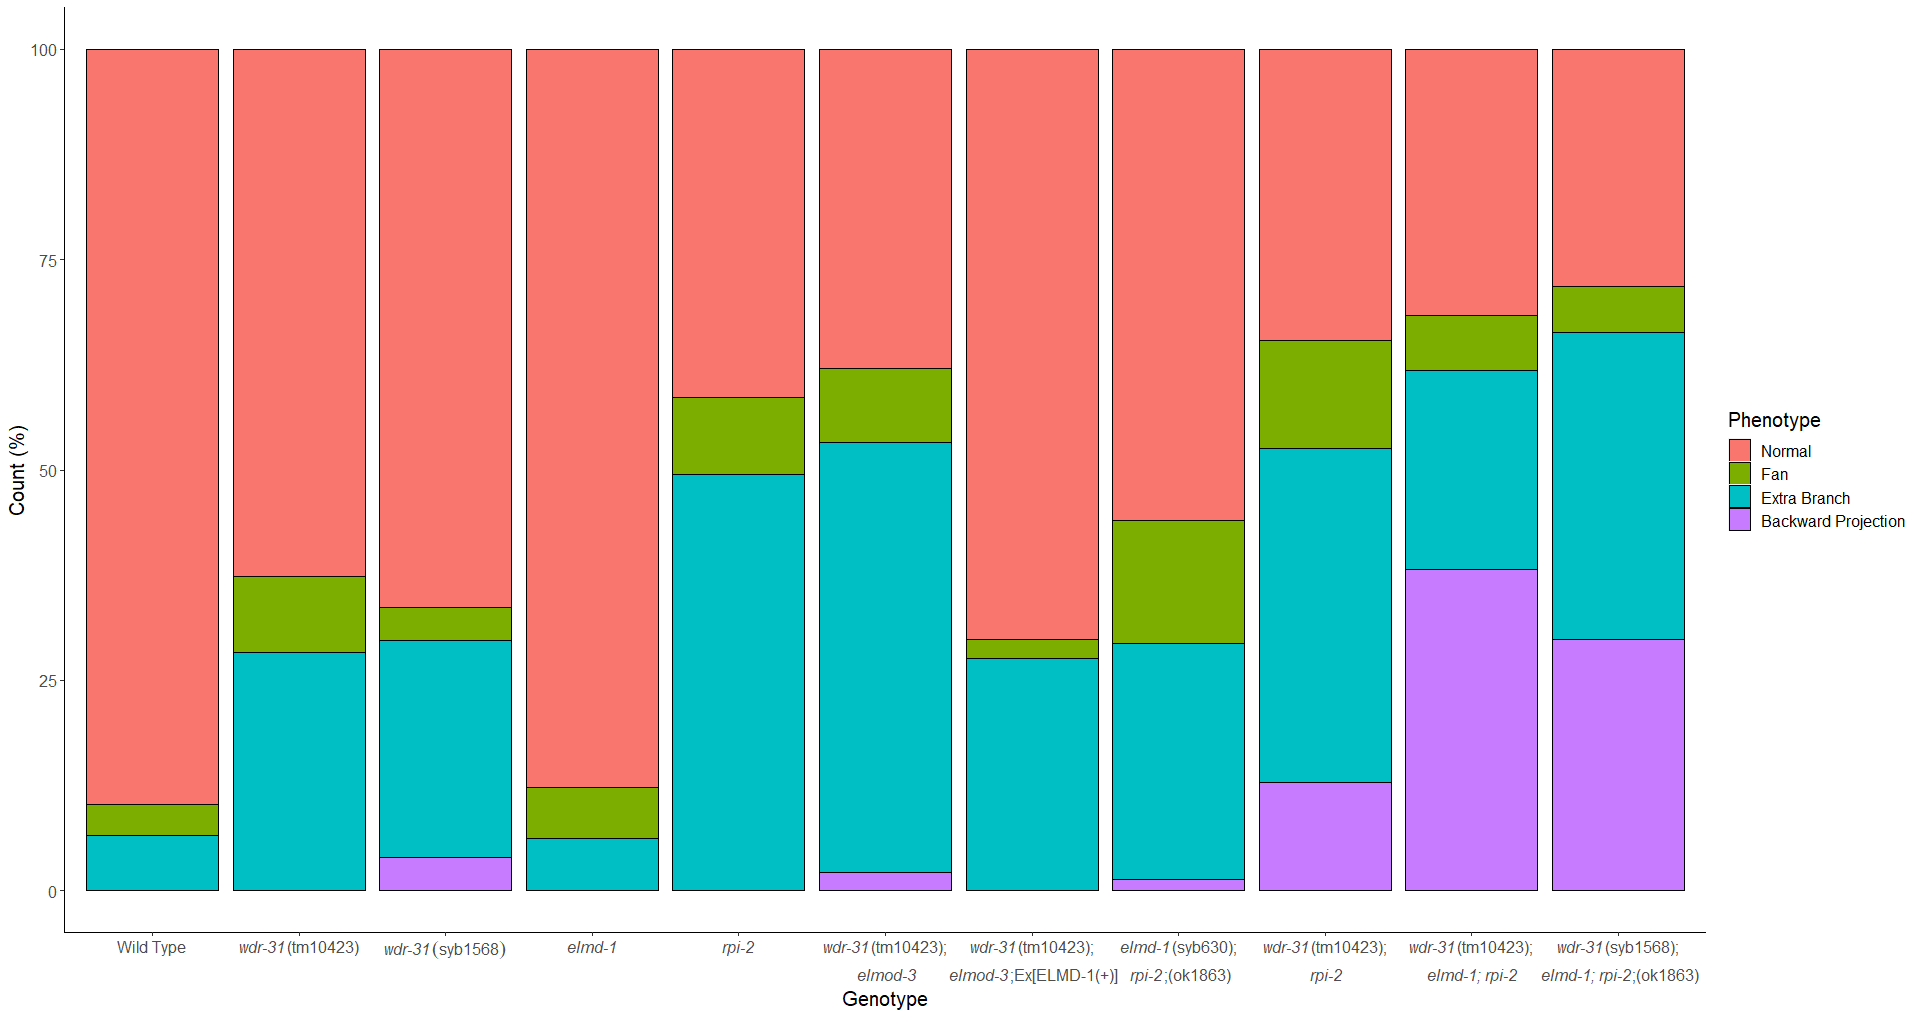 100
75
50
25
0
Count (%)
Wild Type
wdr-31(tm10423)
wdr-31(syb1568)
elmd-1
rpi-2
wdr-31(tm10423);
elmod-3
wdr-31(tm10423);
elmod-3;Ex[ELMD-1(+)]
elmd-1(syb630);
rpi-2;(ok1863)
wdr-31(tm10423);
rpi-2
wdr-31(tm10423);
elmd-1; rpi-2
wdr-31(syb1568);
elmd-1; rpi-2;(ok1863)
Genotype
Phenotype
Normal
Fan
Extra Branch
Backward Projection